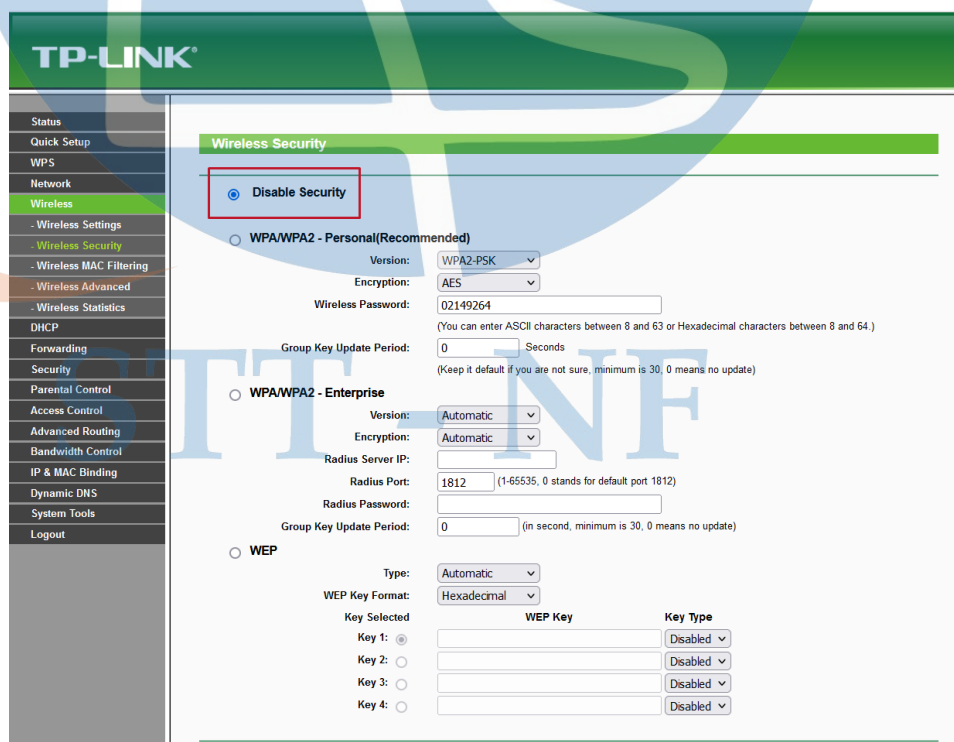 TP-LINK®
Status
Quick Setup
WPS
Network
Wireless
- Wireless Settings
- Wireless Security
- Wireless MAC Filtering
- Wireless Advanced
- Wireless Statistics
DHCP
Forwarding
Security
Parental Control
Access Control
Advanced Routing
Bandwidth Control
IP & MAC Binding
Dynamic DNS
System Tools
Logout
Wireless Security
Disable Security
WPA/WPA2 - Personal(Recommended)
Version: WPA2-PSK
Encryption: AES
Wireless Password: 02149264
(You can enter ASCII characters between 8 and 63 or Hexadecimal characters between 8 and 64.)
Group Key Update Period: 0 Seconds
(Keep it default if you are not sure, minimum is 30, 0 means no update)
WPA/WPA2 - Enterprise
Version: Automatic
Encryption: Automatic
Radius Server IP:
Radius Port: 1812 (1-65535, 0 stands for default port 1812)
Radius Password:
Group Key Update Period: 0 (in second, minimum is 30, 0 means no update)
WEP
Type: Automatic
WEP Key Format: Hexadecimal
Key Selected WEP Key Key Type
Key 1: Disabled
Key 2: Disabled
Key 3: Disabled
Key 4: Disabled
STT - NF